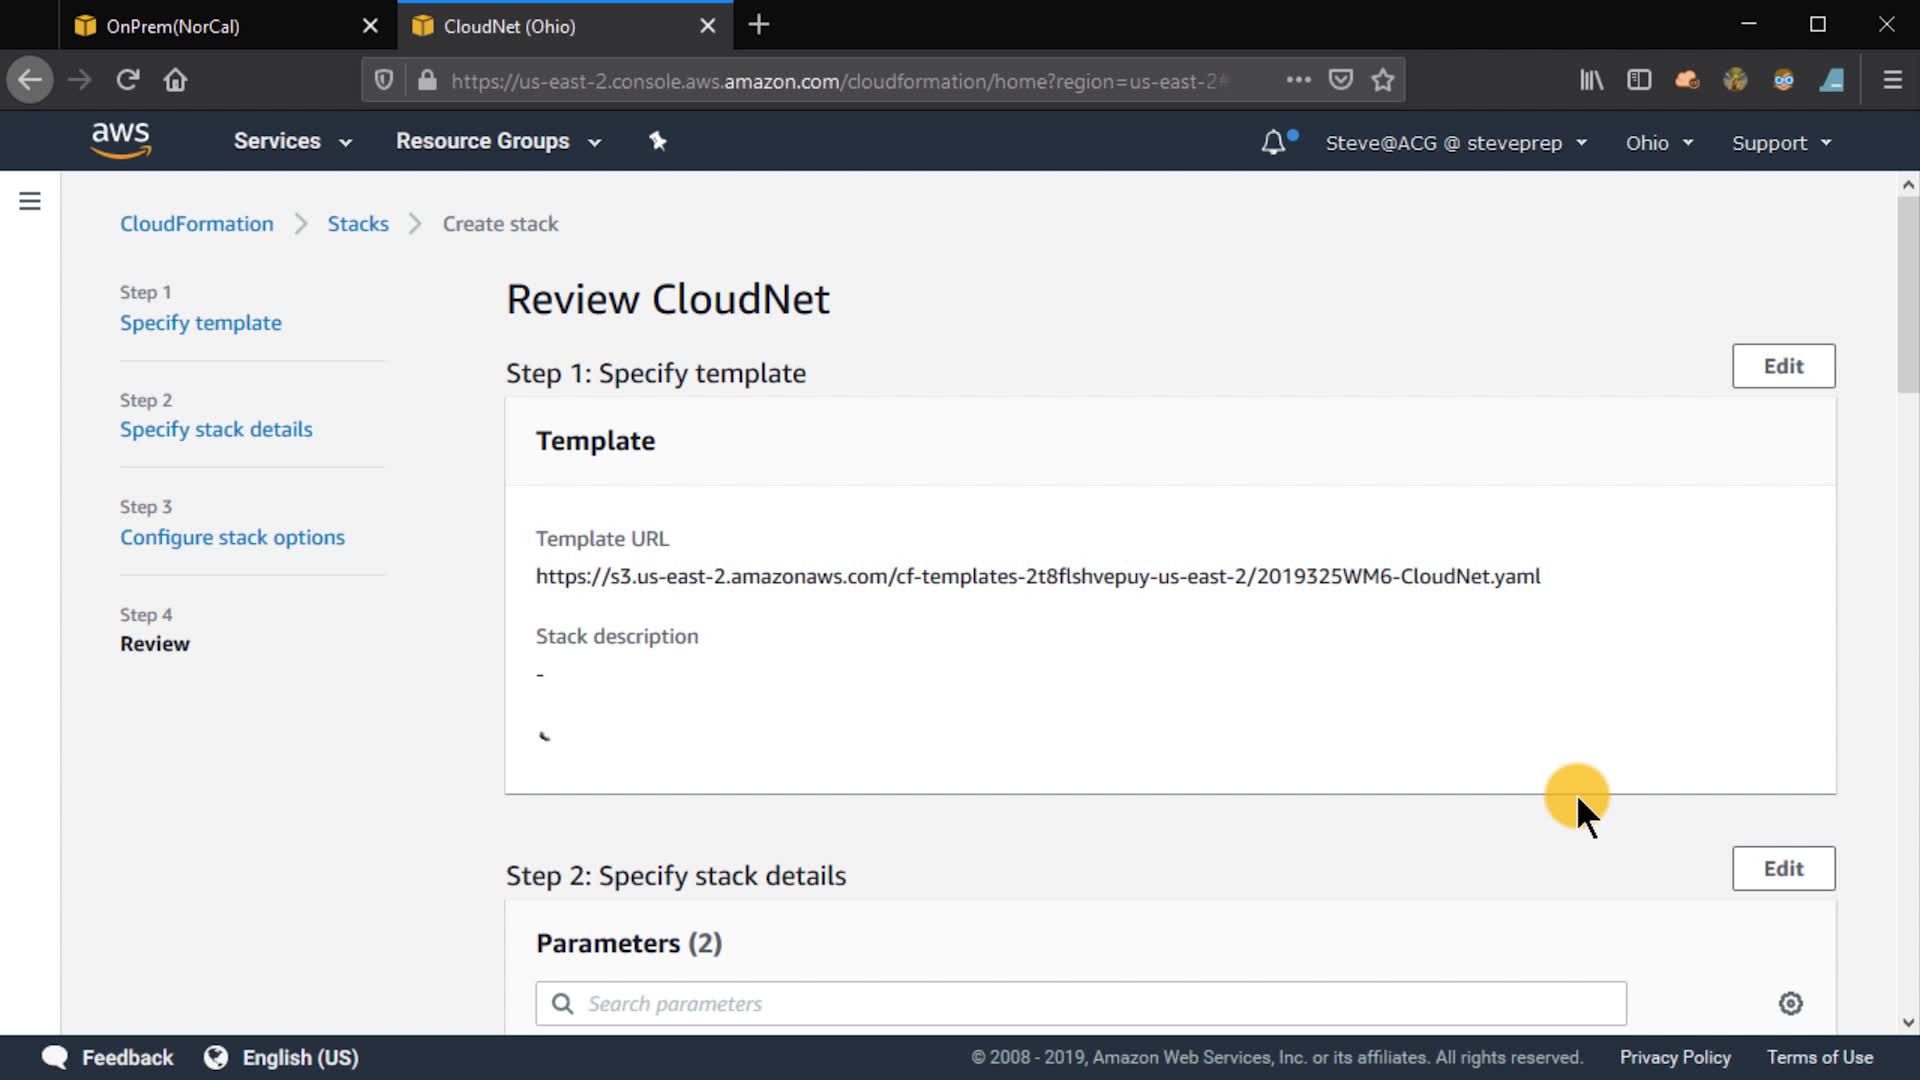 OnPrem(NorCal)
CloudNet (Ohio)
https://us-east-2.console.aws.amazon.com/cloudformation/home?region=us-east-2#
aws
Services
Resource Groups
Steve@ACG @ steveprep
Ohio
Support
CloudFormation
Stacks
Create stack
Step 1
Specify template
Step 2
Specify stack details
Step 3
Configure stack options
Step 4
Review
Review CloudNet
Step 1: Specify template
Edit
Template
Template URL
https://s3.us-east-2.amazonaws.com/cf-templates-2t8flshvepuy-us-east-2/2019325WM6-CloudNet.yaml
Stack description
-
Step 2: Specify stack details
Edit
Parameters (2)
Search parameters
Feedback
English (US)
© 2008 - 2019, Amazon Web Services, Inc. or its affiliates. All rights reserved.
Privacy Policy
Terms of Use